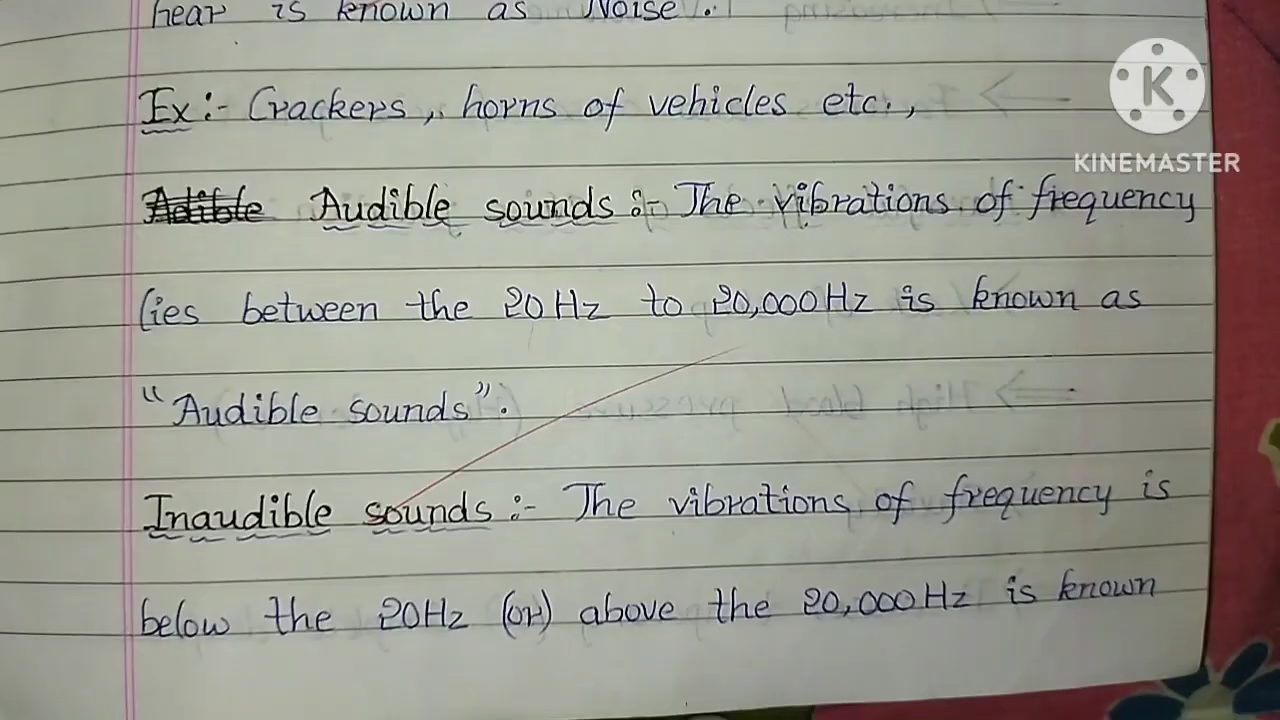 hear is known as Noise.
Ex:- Crackers, horns of vehicles etc.,
K
KINEMASTER
Adible Audible sounds:- The vibrations of frequency
lies between the 20Hz to 20,000Hz is known as
"Audible sounds".
Inaudible sounds:- The vibrations of frequency is
below the 20Hz (or) above the 20,000Hz is known